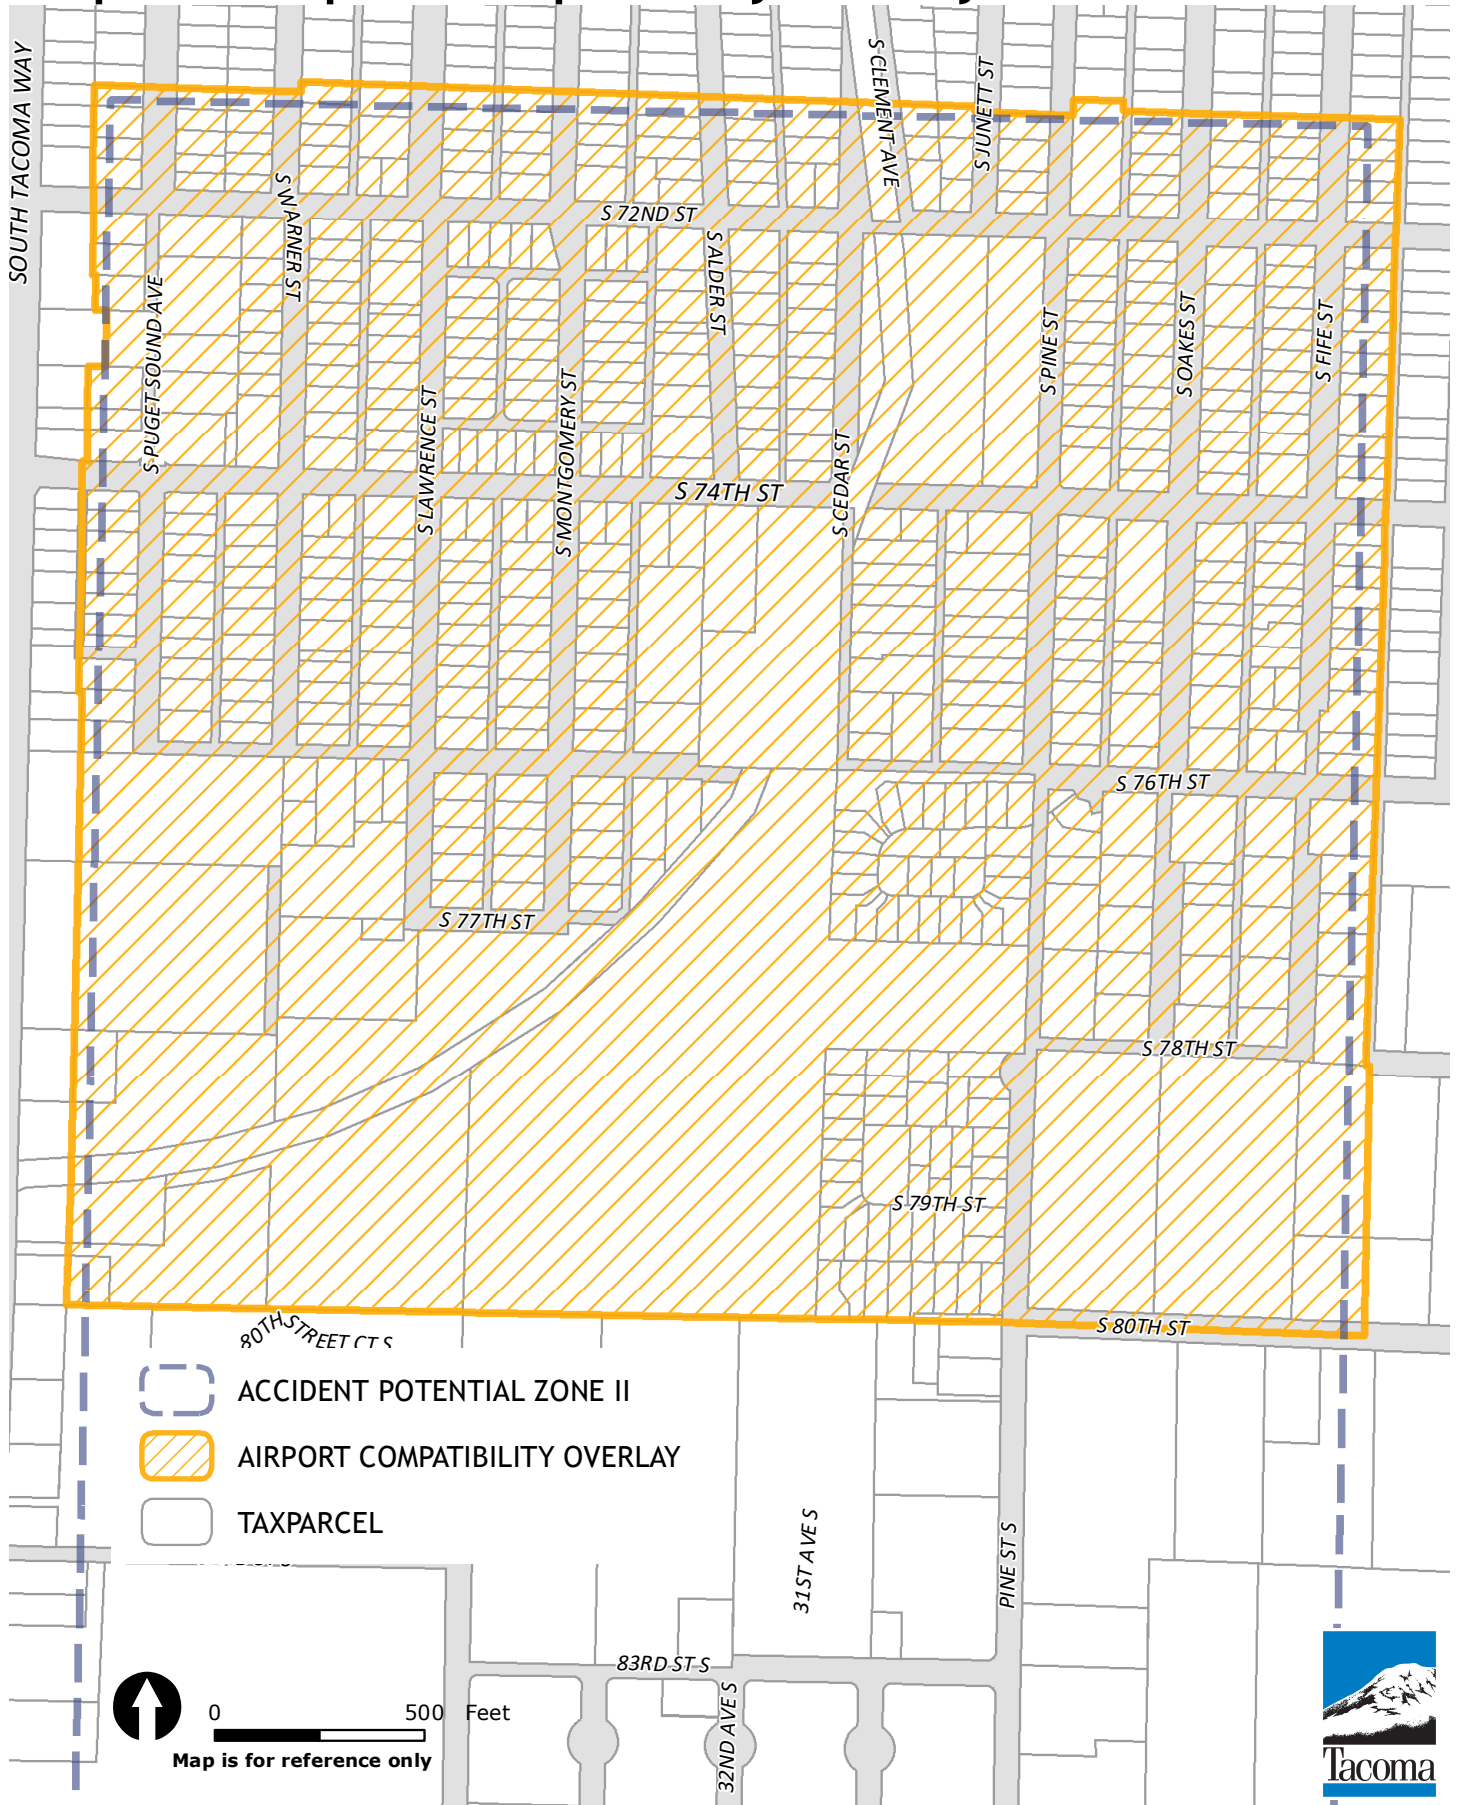 SOUTH TACOMA WAY
S CLEMENT AVE
S JUNETT ST
S WARNER ST
S 72ND ST
S ALDER ST
S PUGET SOUND AVE
S PINE ST
S OAKES ST
S FIFE ST
S LAWRENCE ST
S MONTGOMERY ST
S CEDAR ST
S 74TH ST
S 76TH ST
S 77TH ST
S 78TH ST
S 79TH ST
S 80TH ST
80TH STREET CT S
ACCIDENT POTENTIAL ZONE II
AIRPORT COMPATIBILITY OVERLAY
TAXPARCEL
31ST AVE S
PINE ST S
83RD ST S
32ND AVE S
0 500 Feet
Map is for reference only
Tacoma